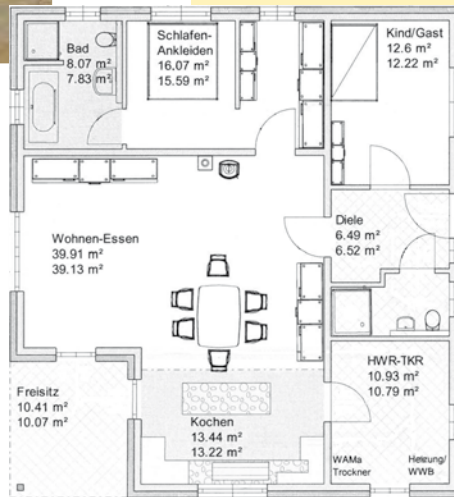 Bad
8.07 m²
7.83 m²
Schlafen-
Ankleiden
16.07 m²
15.59 m²
Kind/Gast
12.6 m²
12.22 m²
Diele
6.49 m²
6.52 m²
Wohnen-Essen
39.91 m²
39.13 m²
HWR-TKR
10.93 m²
10.79 m²
Freisitz
10.41 m²
10.07 m²
Kochen
13.44 m²
13.22 m²
WAMa
Trockner
Heizung/
WWB